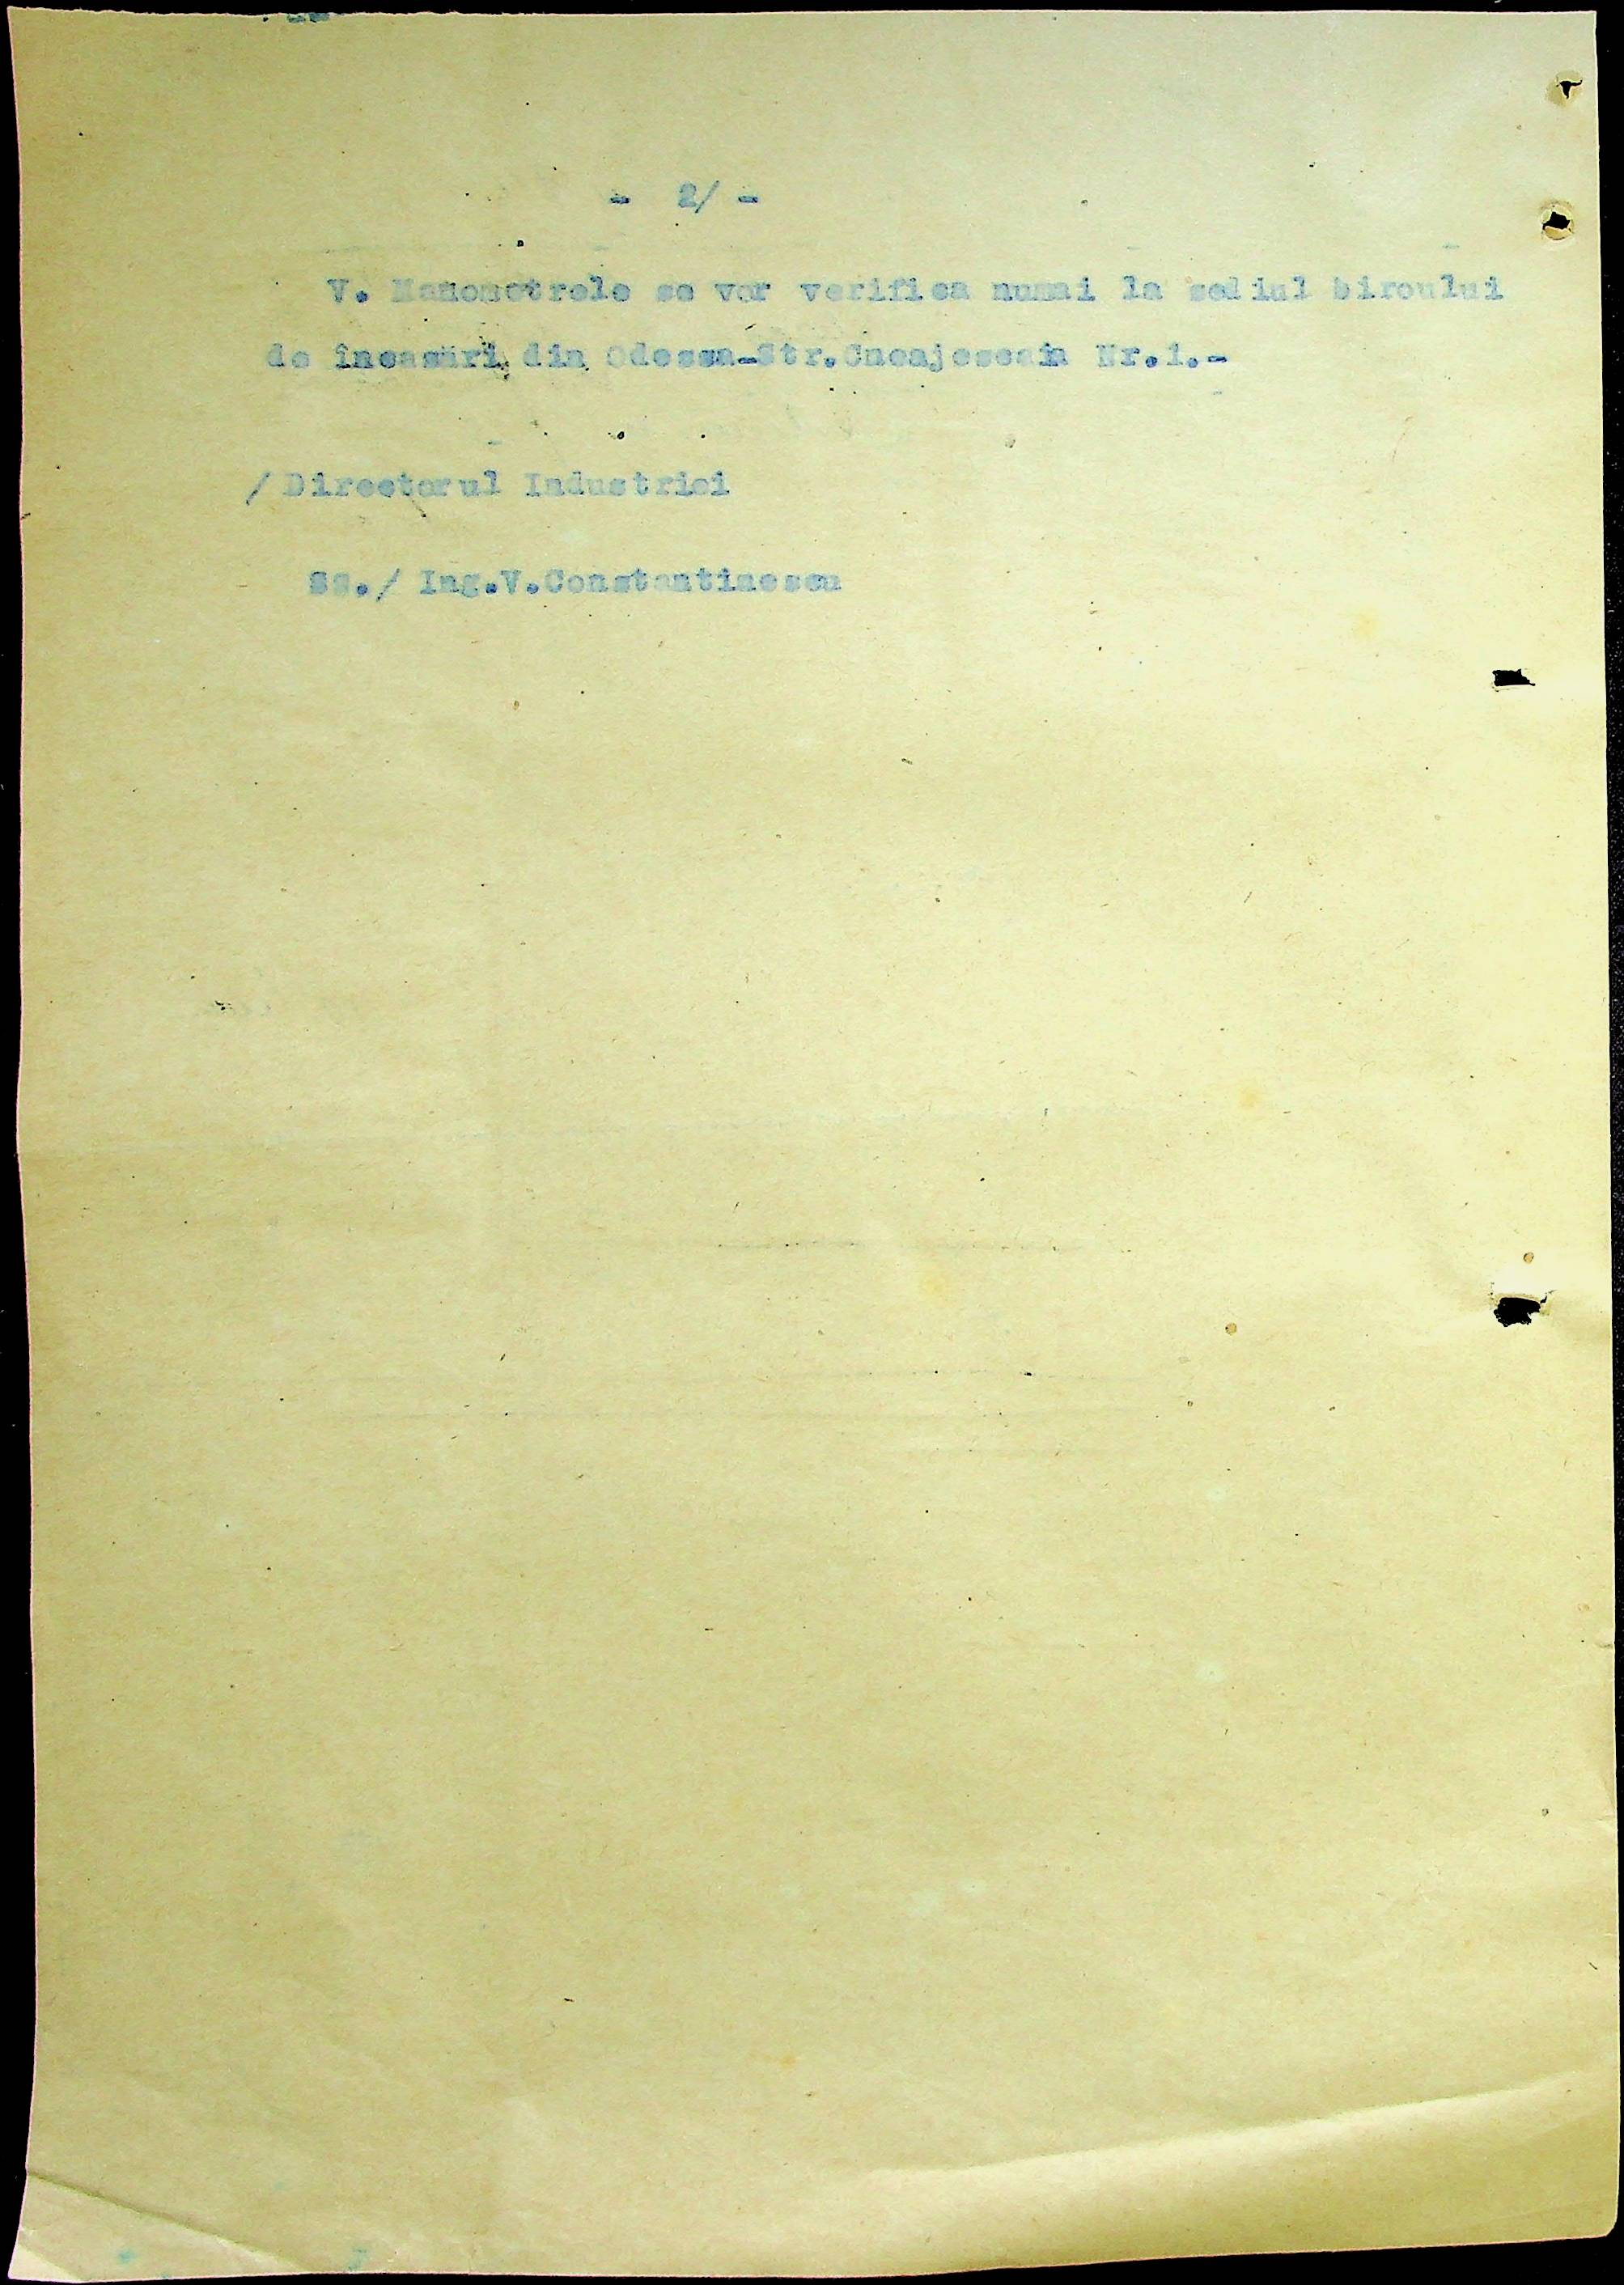 - 2/ -
V. Manometrele se vor verifica numai la sediul biroului
de încasări din Odessa-Str.Cneajescaia Nr.1.-
/Directorul Industriei
Ss./ Ing.V.Constantinescu